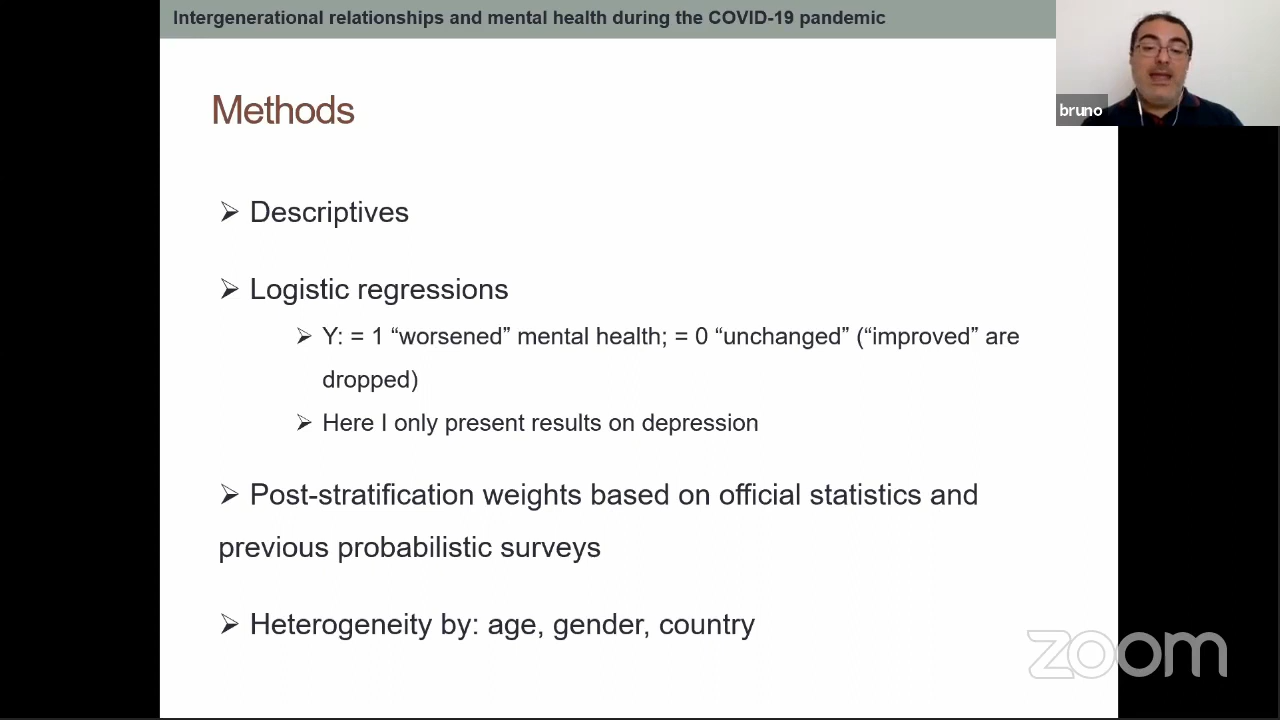 Intergenerational relationships and mental health during the COVID-19 pandemic
bruno
Methods
➢ Descriptives
➢ Logistic regressions
➢ Y: = 1 “worsened” mental health; = 0 “unchanged” (“improved” are
dropped)
➢ Here I only present results on depression
➢ Post-stratification weights based on official statistics and
previous probabilistic surveys
➢ Heterogeneity by: age, gender, country
zoom